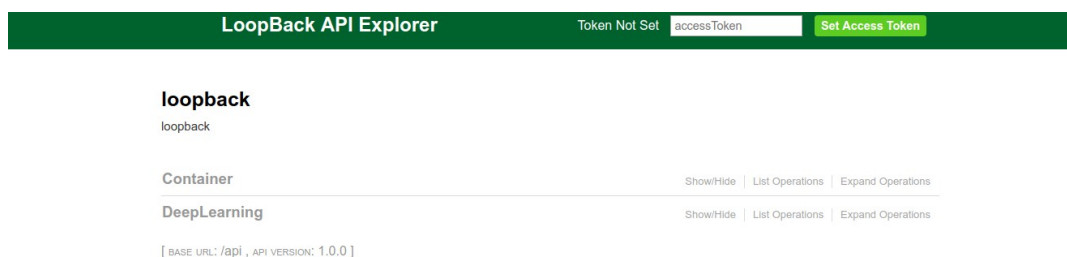 LoopBack API Explorer Token Not Set accessToken Set Access Token
loopback
loopback
Container Show/Hide List Operations Expand Operations
DeepLearning Show/Hide List Operations Expand Operations
[ BASE URL: /api , API VERSION: 1.0.0 ]